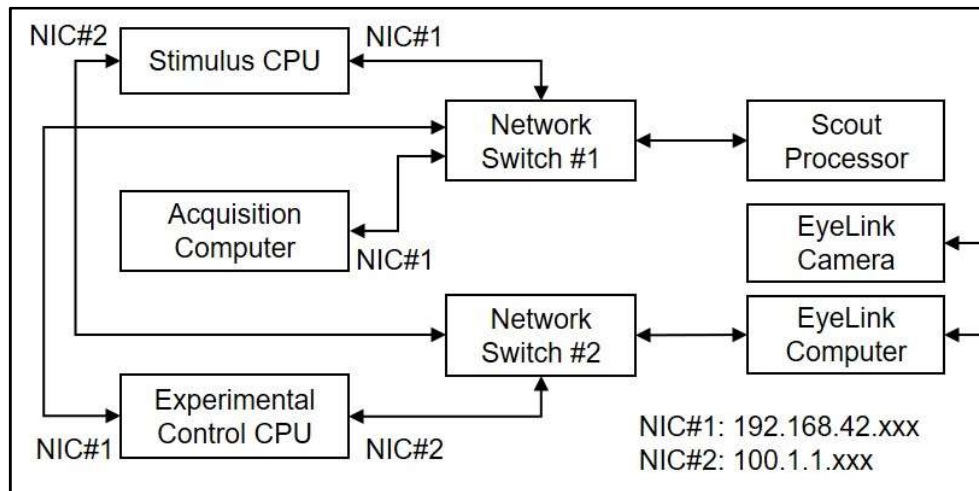 NIC#2
Stimulus CPU
NIC#1
Network
Switch #1
Scout
Processor
Acquisition
Computer
NIC#1
EyeLink
Camera
Network
Switch #2
EyeLink
Computer
Experimental
Control CPU
NIC#1
NIC#2
NIC#1: 192.168.42.xxx
NIC#2: 100.1.1.xxx